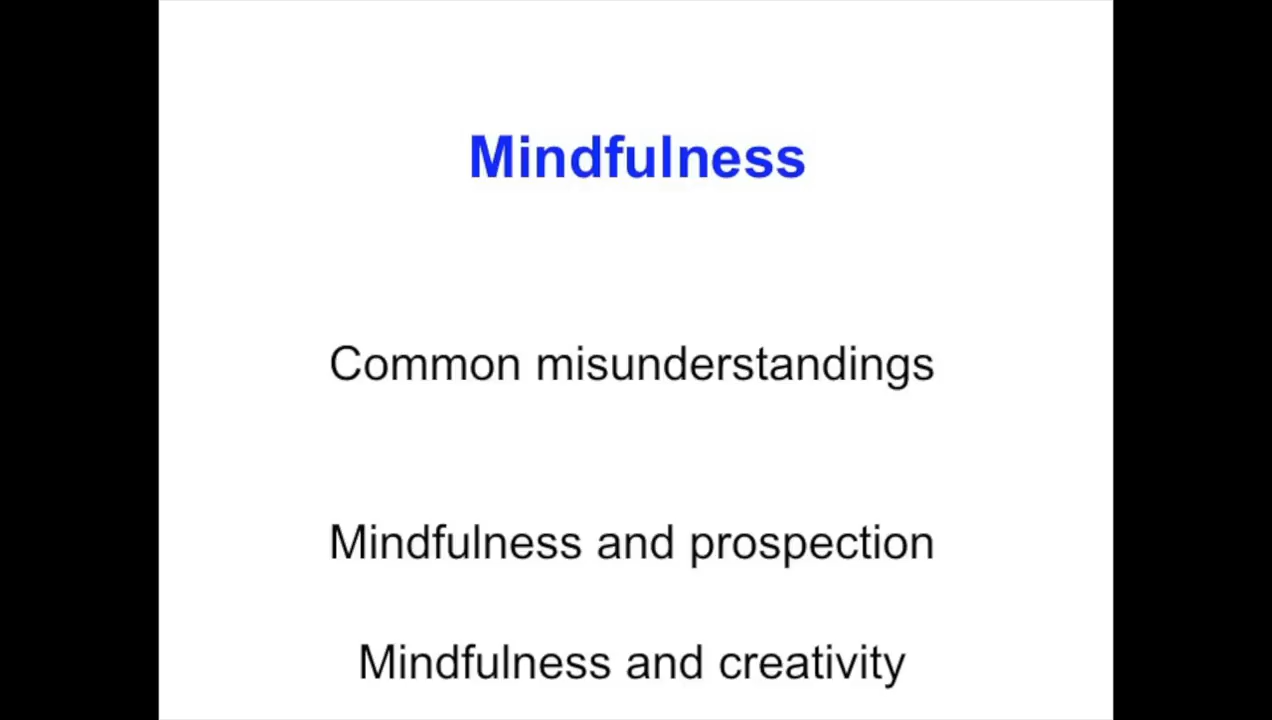 Mindfulness
Common misunderstandings
Mindfulness and prospection
Mindfulness and creativity